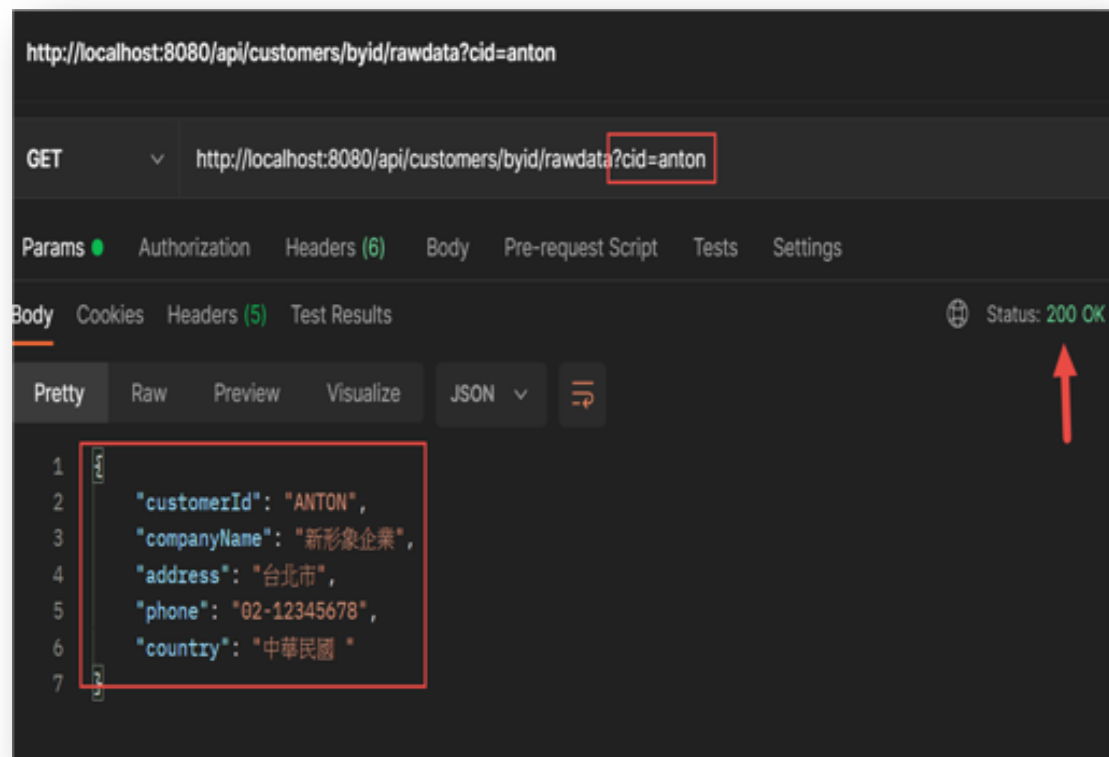 http://localhost:8080/api/customers/byid/rawdata?cid=anton
GET http://localhost:8080/api/customers/byid/rawdata?cid=anton
Params Authorization Headers (6) Body Pre-request Script Tests Settings
Body Cookies Headers (5) Test Results Status: 200 OK
Pretty Raw Preview Visualize JSON
1 {
2 "customerId": "ANTON",
3 "companyName": "新形象企業",
4 "address": "台北市",
5 "phone": "02-12345678",
6 "country": "中華民國 "
7 }